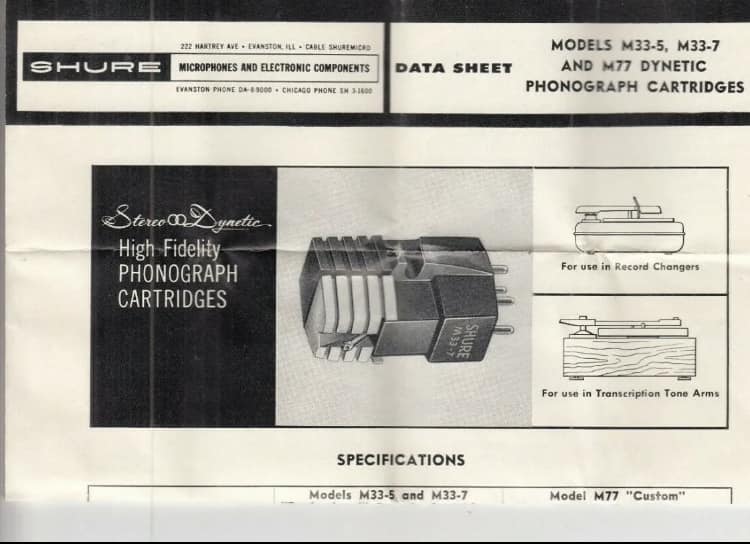 222 HARTREY AVE • EVANSTON, ILL • CABLE SHUREMICRO
SHURE
MICROPHONES AND ELECTRONIC COMPONENTS
EVANSTON PHONE DA-8-9000 • CHICAGO PHONE SH 3-1600
DATA SHEET
MODELS M33-5, M33-7
AND M77 DYNETIC
PHONOGRAPH CARTRIDGES
Stereo Dynetic
High Fidelity
PHONOGRAPH
CARTRIDGES
SHURE
M33-7
For use in Record Changers
For use in Transcription Tone Arms
SPECIFICATIONS
Models M33-5 and M33-7
Model M77 "Custom"